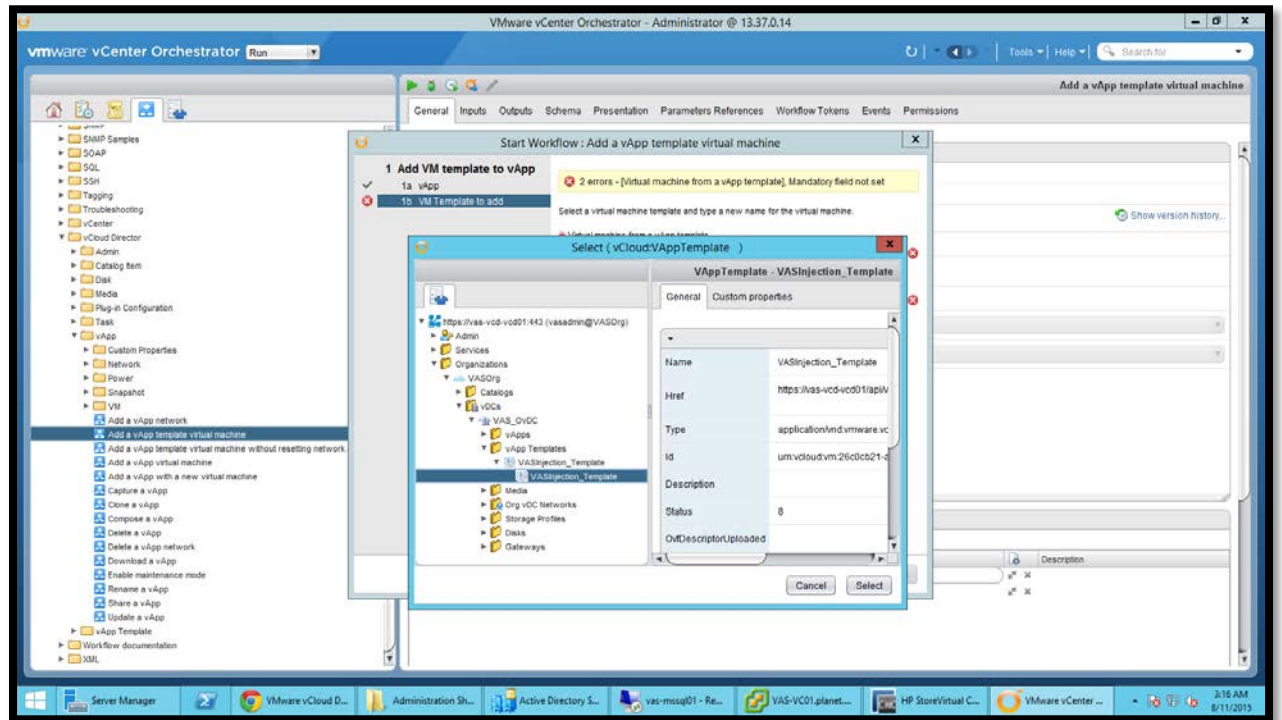 VMware vCenter Orchestrator - Administrator @ 13.37.0.14
vmware vCenter Orchestrator Run
Tools Help Search for
Add a vApp template virtual machine
General Inputs Outputs Schema Presentation Parameters References Workflow Tokens Events Permissions
SNMP Samples
SOAP
SQL
SSH
Tagging
Troubleshooting
vCenter
vCloud Director
Admin
Catalog Item
Disk
Media
Plug-in Configuration
Task
vApp
Custom Properties
Network
Power
Snapshot
VM
Add a vApp network
Add a vApp template virtual machine
Add a vApp template virtual machine without resetting network
Add a vApp virtual machine
Add a vApp with a new virtual machine
Capture a vApp
Clone a vApp
Compose a vApp
Delete a vApp
Delete a vApp network
Download a vApp
Enable maintenance mode
Rename a vApp
Share a vApp
Update a vApp
vApp Template
Workflow documentation
XML
Start Workflow : Add a vApp template virtual machine
1 Add VM template to vApp
1a vApp
1b VM Template to add
2 errors - [Virtual machine from a vApp template], Mandatory field not set
Select a virtual machine template and type a new name for the virtual machine.
Virtual machine from a vApp template
Show version history...
Select ( vCloud:VAppTemplate )
VAppTemplate - VASInjection_Template
https://vas-vcd-vcd01:443 (vasadmin@VASOrg)
Admin
Services
Organizations
VASOrg
Catalogs
vDCs
VAS_OvDC
vApps
vApp Templates
VASInjection_Template
VASInjection_Template
Media
Org vDC Networks
Storage Profiles
Disks
Gateways
General Custom properties
Name VASInjection_Template
Href https://vas-vcd-vcd01/api/v
Type application/vnd.vmware.vc
Id urn:vcloud:vm:26c0cb21-a
Description
Status 8
OvfDescriptorUploaded
Cancel Select
Description
Server Manager
VMware vCloud D...
Administration Sh...
Active Directory S...
vas-mssql01 - Re...
VAS-VC01.planet....
HP StoreVirtual C...
VMware vCenter ...
3:16 AM
8/11/2015